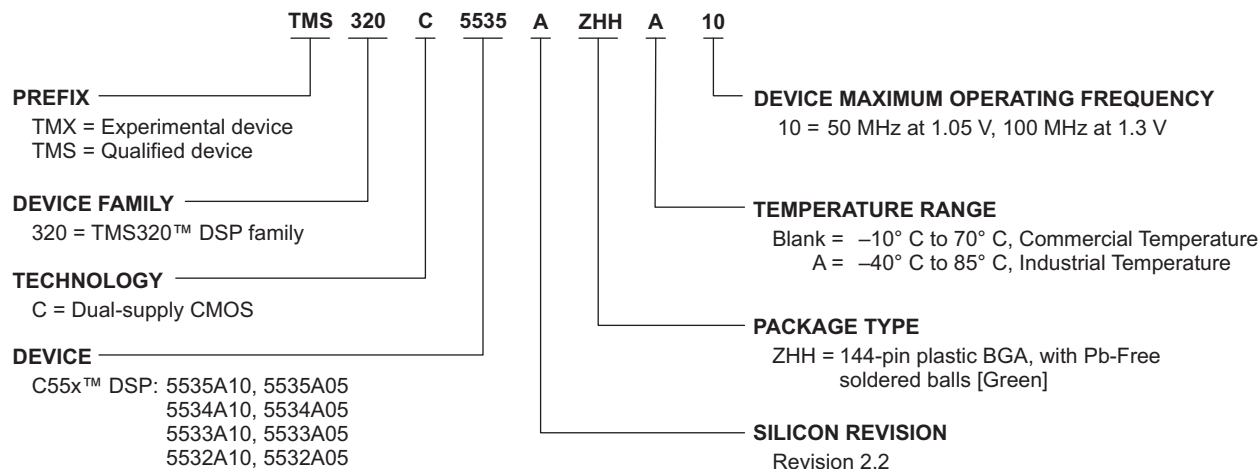 TMS 320 C 5535 A ZHH A 10
PREFIX
TMX = Experimental device
TMS = Qualified device
DEVICE FAMILY
320 = TMS320™ DSP family
TECHNOLOGY
C = Dual-supply CMOS
DEVICE
C55x™ DSP: 5535A10, 5535A05
5534A10, 5534A05
5533A10, 5533A05
5532A10, 5532A05
DEVICE MAXIMUM OPERATING FREQUENCY
10 = 50 MHz at 1.05 V, 100 MHz at 1.3 V
TEMPERATURE RANGE
Blank = –10° C to 70° C, Commercial Temperature
A = –40° C to 85° C, Industrial Temperature
PACKAGE TYPE
ZHH = 144-pin plastic BGA, with Pb-Free
soldered balls [Green]
SILICON REVISION
Revision 2.2